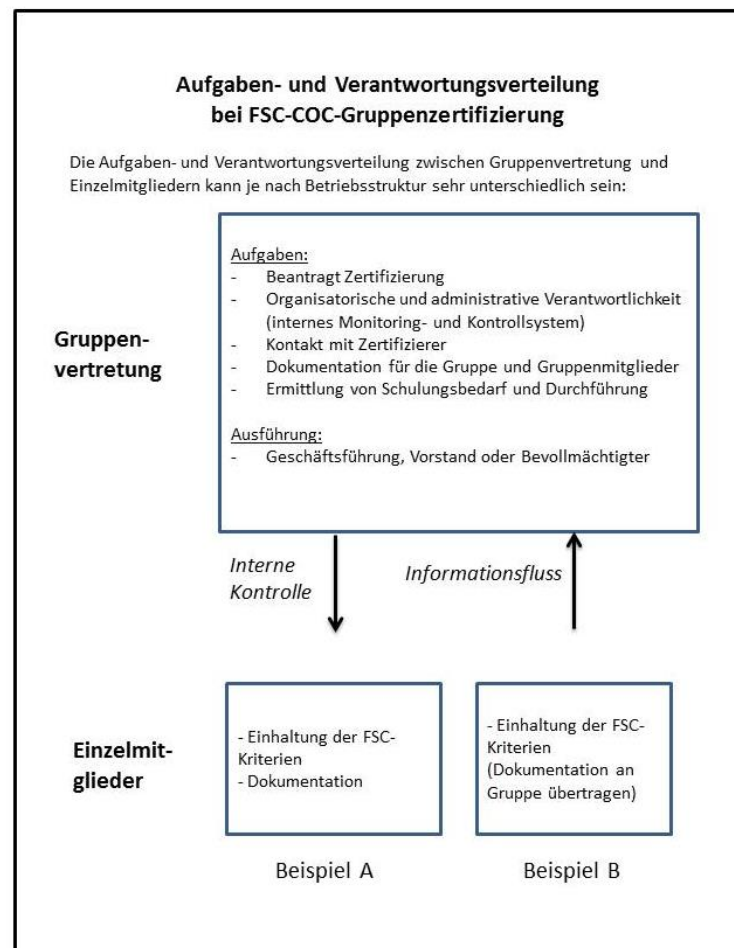 Aufgaben- und Verantwortungsverteilung
bei FSC-COC-Gruppenzertifizierung
Die Aufgaben- und Verantwortungsverteilung zwischen Gruppenvertretung und
Einzelmitgliedern kann je nach Betriebsstruktur sehr unterschiedlich sein:
Gruppen-
vertretung
Aufgaben:
- Beantragt Zertifizierung
- Organisatorische und administrative Verantwortlichkeit
(internes Monitoring- und Kontrollsystem)
- Kontakt mit Zertifizierer
- Dokumentation für die Gruppe und Gruppenmitglieder
- Ermittlung von Schulungsbedarf und Durchführung
Ausführung:
- Geschäftsführung, Vorstand oder Bevollmächtigter
Interne
Kontrolle
Informationsfluss
Einzelmit-
glieder
- Einhaltung der FSC-
Kriterien
- Dokumentation
- Einhaltung der FSC-
Kriterien
(Dokumentation an
Gruppe übertragen)
Beispiel A
Beispiel B